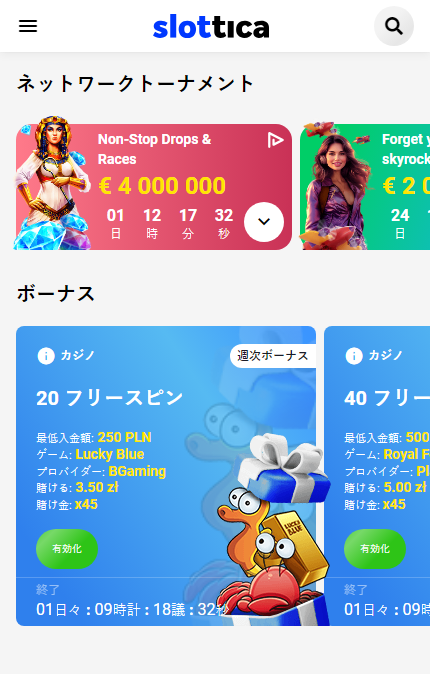 slottica
ネットワークトーナメント
Non-Stop Drops &
Races
€ 4 000 000
01 12 17 32
日 時 分 秒
Forget y
skyrock
€ 2 0
24
日
ボーナス
カジノ
週次ボーナス
20 フリースピン
最低入金額: 250 PLN
ゲーム: Lucky Blue
プロバイダー: BGaming
賭ける: 3.50 zł
賭け金: x45
有効化
終了
01日々 : 09時計 : 18議 : 32秒
LUCKY
BLUE
カジノ
40 フリー
最低入金額: 500
ゲーム: Royal F
プロバイダー: Pl
賭ける: 5.00 zł
賭け金: x45
有効化
終了
01日々 : 09時